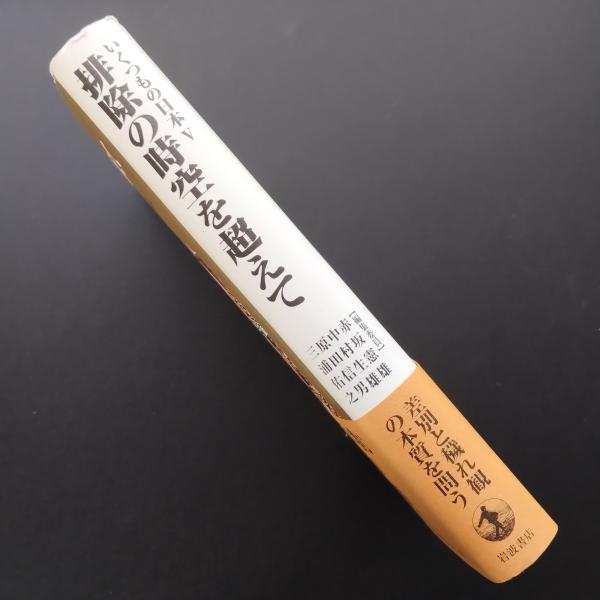 いくつもの日本 V
排除の時空を超えて
[編集委員]
赤坂憲雄
中村生雄
原田信男
三浦佑之
差別と穢れ観
の本質を問う
岩波書店